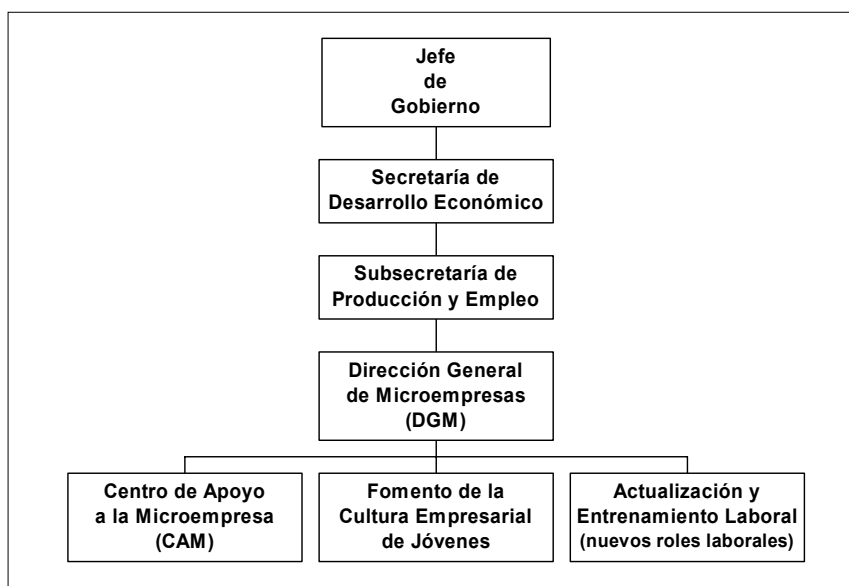 Jefe
de
Gobierno
Secretaría de
Desarrollo Económico
Subsecretaría de
Producción y Empleo
Dirección General
de Microempresas
(DGM)
Centro de Apoyo
a la Microempresa
(CAM)
Fomento de la
Cultura Empresarial
de Jóvenes
Actualización y
Entrenamiento Laboral
(nuevos roles laborales)